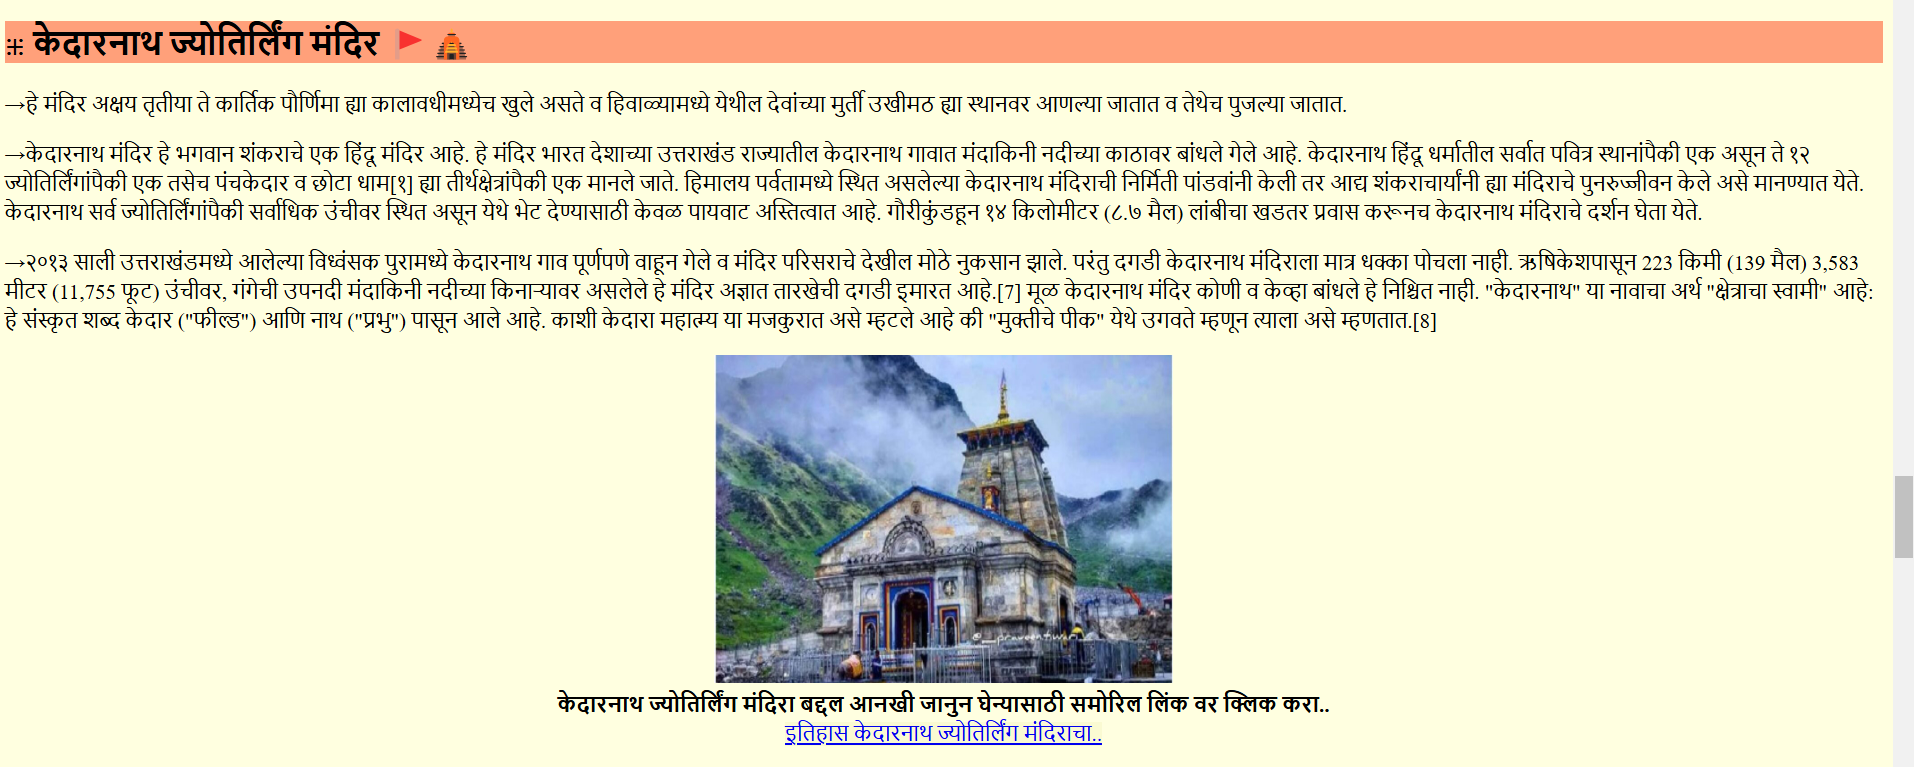 ⁜ केदारनाथ ज्योतिर्लिंग मंदिर 🚩 🛕
→हे मंदिर अक्षय तृतीया ते कार्तिक पौर्णिमा ह्या कालावधीमध्येच खुले असते व हिवाळ्यामध्ये येथील देवांच्या मुर्ती उखीमठ ह्या स्थानवर आणल्या जातात व तेथेच पुजल्या जातात.
→केदारनाथ मंदिर हे भगवान शंकराचे एक हिंदू मंदिर आहे. हे मंदिर भारत देशाच्या उत्तराखंड राज्यातील केदारनाथ गावात मंदाकिनी नदीच्या काठावर बांधले गेले आहे. केदारनाथ हिंदू धर्मातील सर्वात पवित्र स्थानांपैकी एक असून ते १२
ज्योतिर्लिंगांपैकी एक तसेच पंचकेदार व छोटा धाम[१] ह्या तीर्थक्षेत्रांपैकी एक मानले जाते. हिमालय पर्वतामध्ये स्थित असलेल्या केदारनाथ मंदिराची निर्मिती पांडवांनी केली तर आद्य शंकराचार्यांनी ह्या मंदिराचे पुनरुज्जीवन केले असे मानण्यात येते.
केदारनाथ सर्व ज्योतिर्लिंगांपैकी सर्वाधिक उंचीवर स्थित असून येथे भेट देण्यासाठी केवळ पायवाट अस्तित्वात आहे. गौरीकुंडहून १४ किलोमीटर (८.७ मैल) लांबीचा खडतर प्रवास करूनच केदारनाथ मंदिराचे दर्शन घेता येते.
→२०१३ साली उत्तराखंडमध्ये आलेल्या विध्वंसक पुरामध्ये केदारनाथ गाव पूर्णपणे वाहून गेले व मंदिर परिसराचे देखील मोठे नुकसान झाले. परंतु दगडी केदारनाथ मंदिराला मात्र धक्का पोचला नाही. ऋषिकेशपासून 223 किमी (139 मैल) 3,583
मीटर (11,755 फूट) उंचीवर, गंगेची उपनदी मंदाकिनी नदीच्या किनाऱ्यावर असलेले हे मंदिर अज्ञात तारखेची दगडी इमारत आहे.[7] मूळ केदारनाथ मंदिर कोणी व केव्हा बांधले हे निश्चित नाही. "केदारनाथ" या नावाचा अर्थ "क्षेत्राचा स्वामी" आहे:
हे संस्कृत शब्द केदार ("फील्ड") आणि नाथ ("प्रभु") पासून आले आहे. काशी केदारा महात्म्य या मजकुरात असे म्हटले आहे की "मुक्तीचे पीक" येथे उगवते म्हणून त्याला असे म्हणतात.[8]
केदारनाथ ज्योतिर्लिंग मंदिरा बद्दल आनखी जानुन घेन्यासाठी समोरिल लिंक वर क्लिक करा..
इतिहास केदारनाथ ज्योतिर्लिंग मंदिराचा..